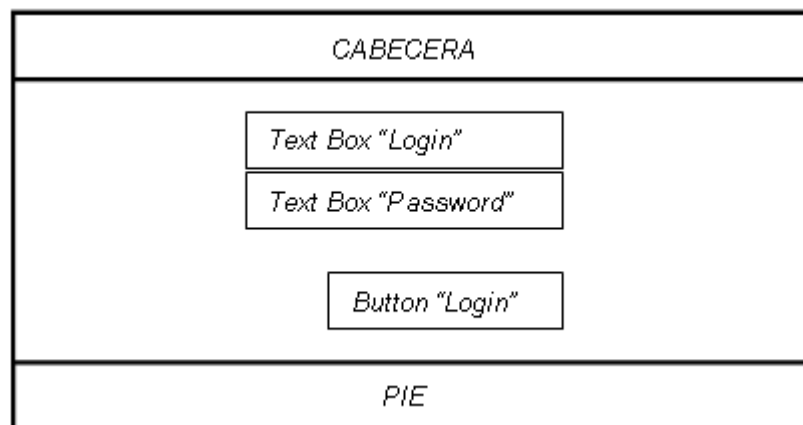 CABECERA
Text Box “Login”
Text Box “Password”
Button “Login”
PIE